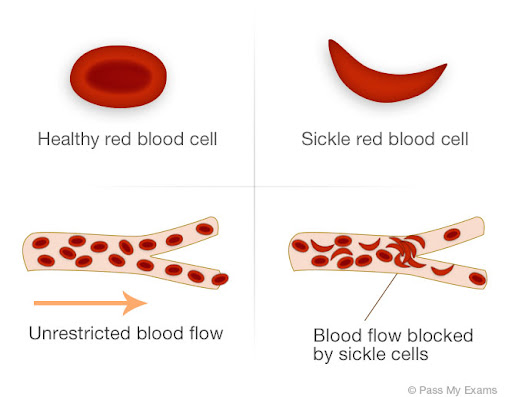 Healthy red blood cell
Sickle red blood cell
Unrestricted blood flow
Blood flow blocked
by sickle cells
© Pass My Exams